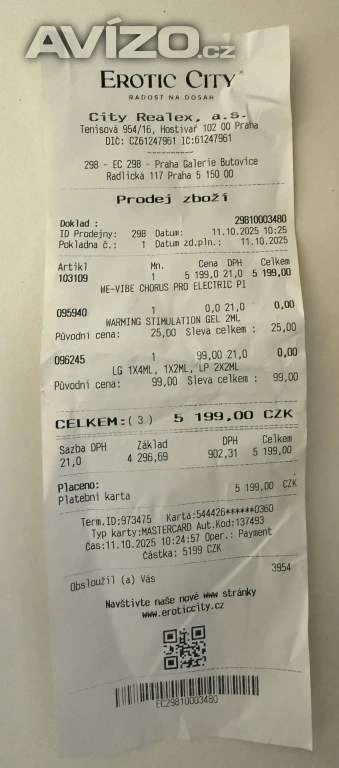 AVÍZO.cz
EROTIC CITY
RADOST NA DOSAH
City Realex, a.s.
Tenisová 954/16, Hostivař 102 00 Praha
DIČ: CZ61247961 IČ:61247961
298 - EC 298 - Praha Galerie Butovice
Radlická 117 Praha 5 150 00
Prodej zboží
Doklad : 29810003480
ID Prodejny: 298 Datum: 11.10.2025 10:25
Pokladna č.: 1 Datum zd.pln.: 11.10.2025
Artikl Mn. Cena DPH Celkem
103109 1 5 199,0 21,0 5 199,00
WE-VIBE CHORUS PRO ELECTRIC PI
095940 1 0,0 21,0 0,00
WARMING STIMULATION GEL 2ML
Původní cena: 25,00 Sleva celkem : 25,00
096245 1 99,00 21,0 0,00
LG 1X4ML, 1X2ML, LP 2X2ML
Původní cena: 99,00 Sleva celkem : 99,00
CELKEM:(3) 5 199,00 CZK
Sazba DPH Základ DPH Celkem
21,0 4 296,69 902,31 5 199,00
Placeno:
Platební karta 5 199,00 CZK
Term.ID:973475 Karta:544426******0360
Typ karty:MASTERCARD Aut.Kód:137493
Čas:11.10.2025 10:24:57 Oper.: Payment
Částka: 5199 CZK
Obsloužil (a) Vás 3954
Navštivte naše nové www stránky
www.eroticcity.cz
EC29810003480